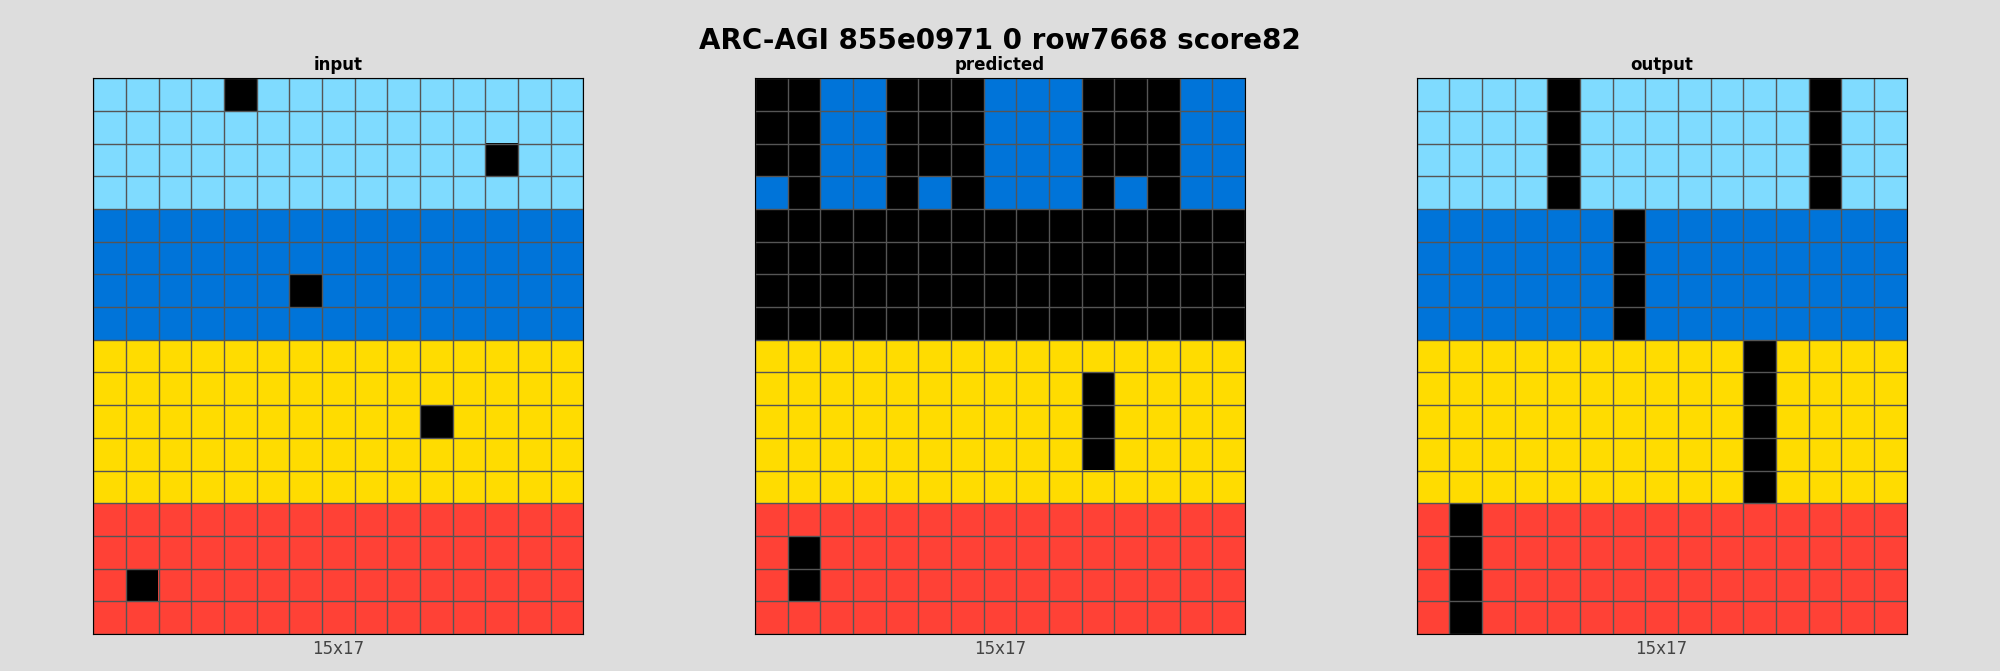 ARC-AGI 855e0971 0 row7668 score82
input
predicted
output
15x17
15x17
15x17